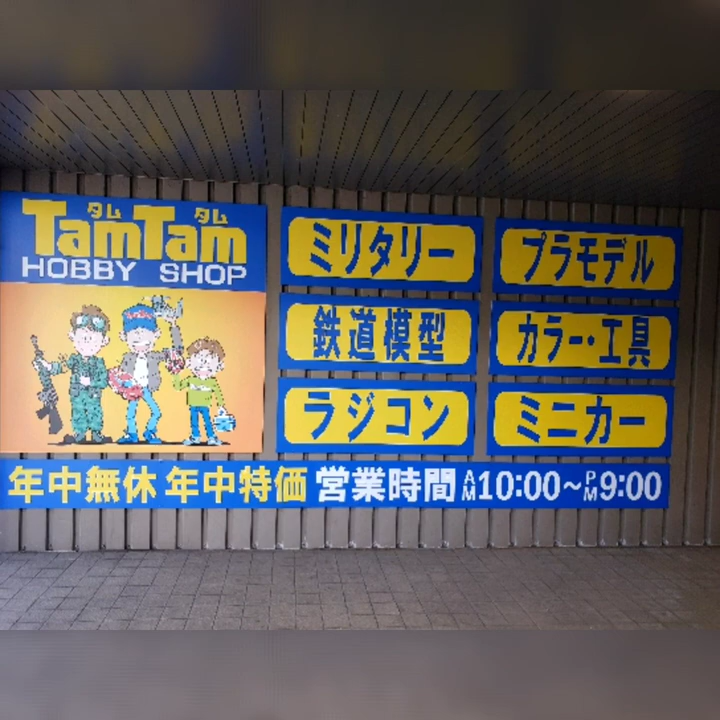 タム タム
TamTam
HOBBY SHOP
ミリタリー
プラモデル
鉄道模型
カラー・工具
ラジコン
ミニカー
年中無休 年中特価 営業時間 AM10:00~PM9:00